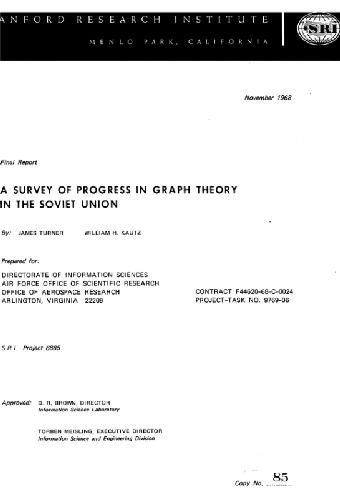 ANFORD RESEARCH INSTITUTE
MENLO PARK, CALIFORNIA
SRI
November 1968
Final Report
A SURVEY OF PROGRESS IN GRAPH THEORY
IN THE SOVIET UNION
By: JAMES TURNER WILLIAM H. KAUTZ
Prepared for:
DIRECTORATE OF INFORMATION SCIENCES
AIR FORCE OFFICE OF SCIENTIFIC RESEARCH
OFFICE OF AEROSPACE RESEARCH CONTRACT F44620-68-C-0024
ARLINGTON, VIRGINIA 22209 PROJECT-TASK NO. 9769-06
SRI Project 6885
Approved: D. R. BROWN, DIRECTOR
Information Science Laboratory
TORBEN MEISLING, EXECUTIVE DIRECTOR
Information Science and Engineering Division
Copy No. 85